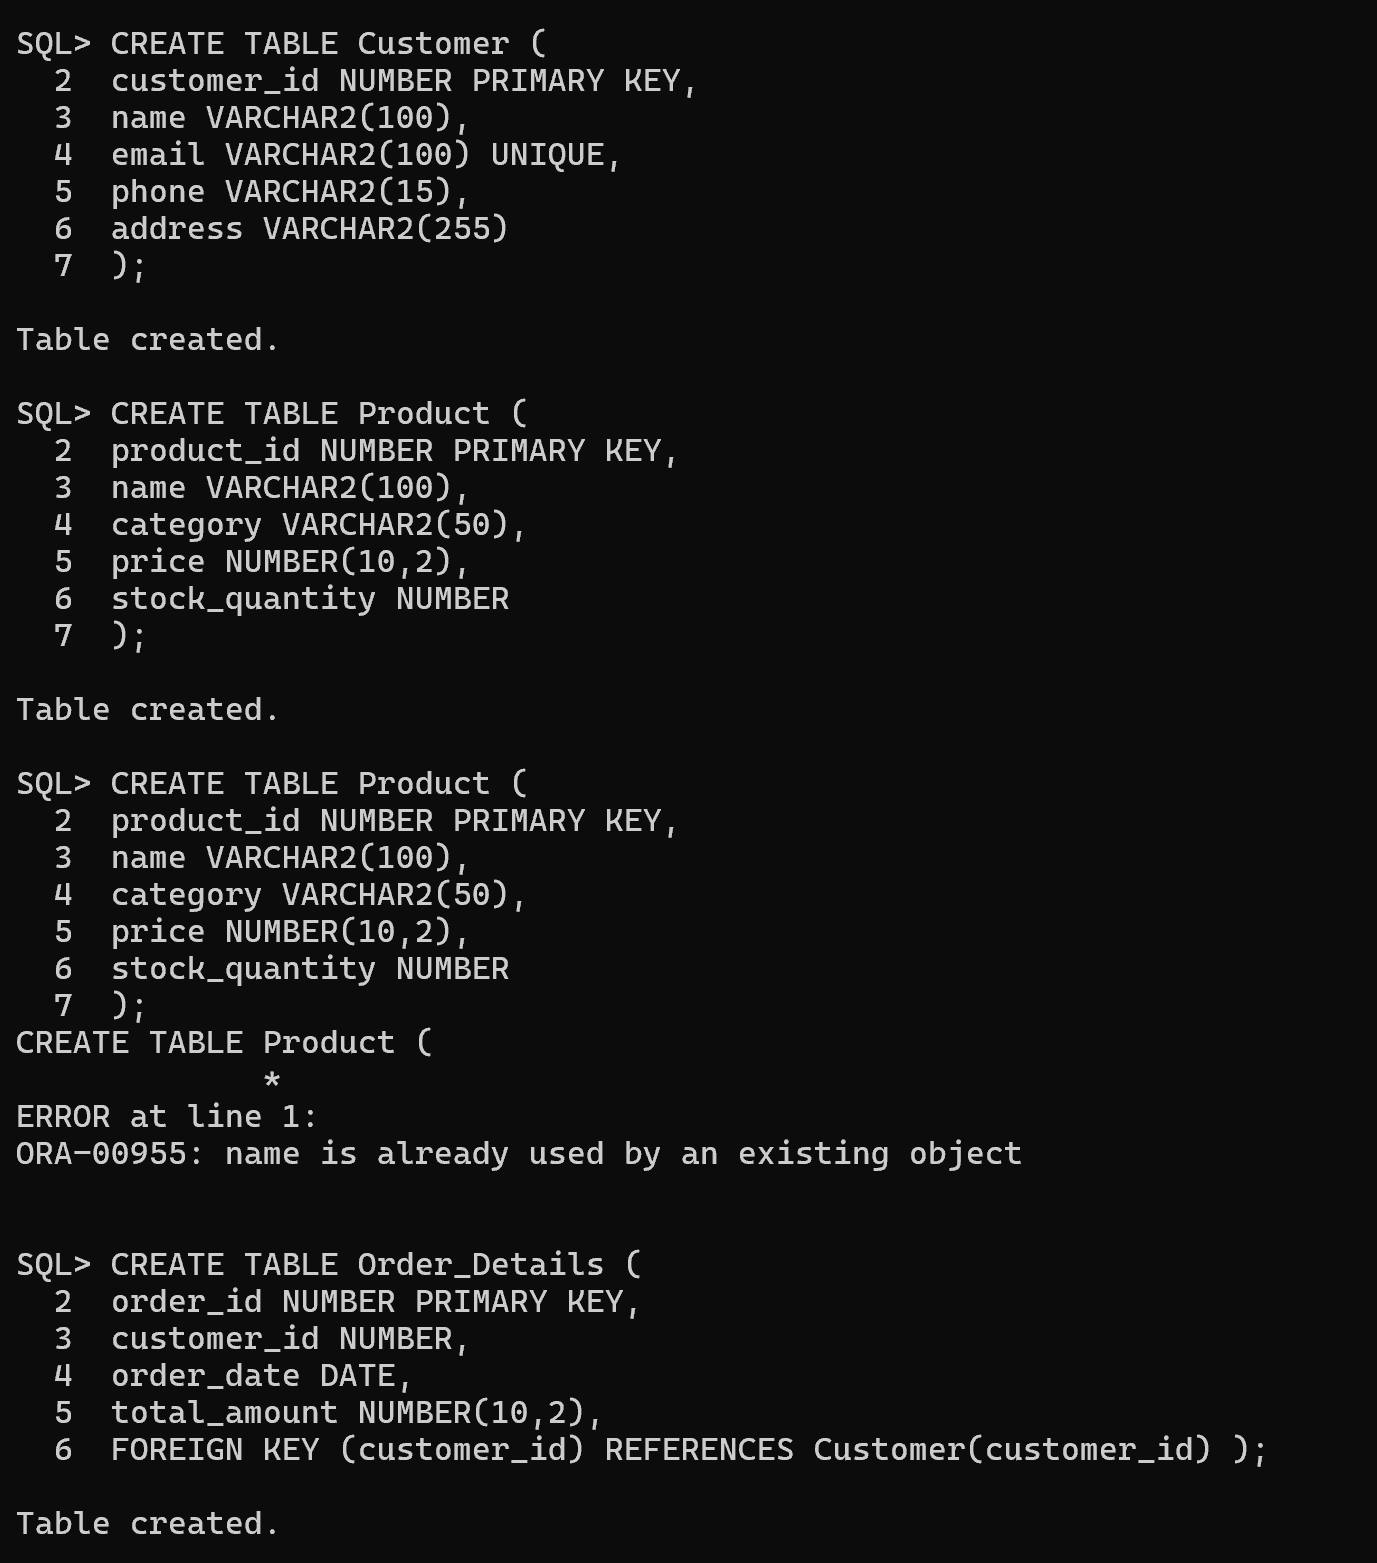 SQL> CREATE TABLE Customer (
  2  customer_id NUMBER PRIMARY KEY,
  3  name VARCHAR2(100),
  4  email VARCHAR2(100) UNIQUE,
  5  phone VARCHAR2(15),
  6  address VARCHAR2(255)
  7  );
Table created.
SQL> CREATE TABLE Product (
  2  product_id NUMBER PRIMARY KEY,
  3  name VARCHAR2(100),
  4  category VARCHAR2(50),
  5  price NUMBER(10,2),
  6  stock_quantity NUMBER
  7  );
Table created.
SQL> CREATE TABLE Product (
  2  product_id NUMBER PRIMARY KEY,
  3  name VARCHAR2(100),
  4  category VARCHAR2(50),
  5  price NUMBER(10,2),
  6  stock_quantity NUMBER
  7  );
CREATE TABLE Product (
             *
ERROR at line 1:
ORA-00955: name is already used by an existing object
SQL> CREATE TABLE Order_Details (
  2  order_id NUMBER PRIMARY KEY,
  3  customer_id NUMBER,
  4  order_date DATE,
  5  total_amount NUMBER(10,2),
  6  FOREIGN KEY (customer_id) REFERENCES Customer(customer_id) );
Table created.